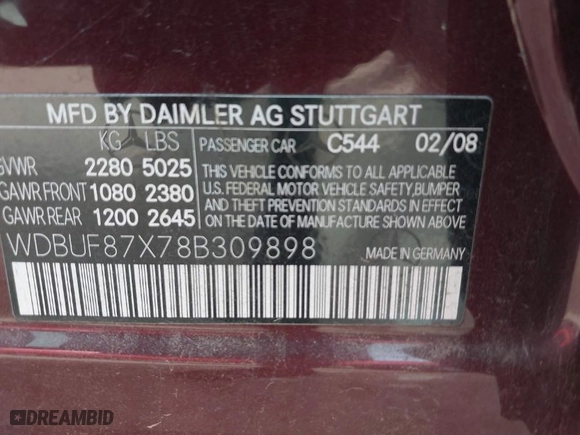 MFD BY DAIMLER AG STUTTGART
KG LBS
GVWR 2280 5025
GAWR FRONT 1080 2380
GAWR REAR 1200 2645
PASSENGER CAR C544 02/08
THIS VEHICLE CONFORMS TO ALL APPLICABLE
U.S. FEDERAL MOTOR VEHICLE SAFETY, BUMPER
AND THEFT PREVENTION STANDARDS IN EFFECT
ON THE DATE OF MANUFACTURE SHOWN ABOVE.
WDBUF87X78B309898
MADE IN GERMANY
DREAMBID